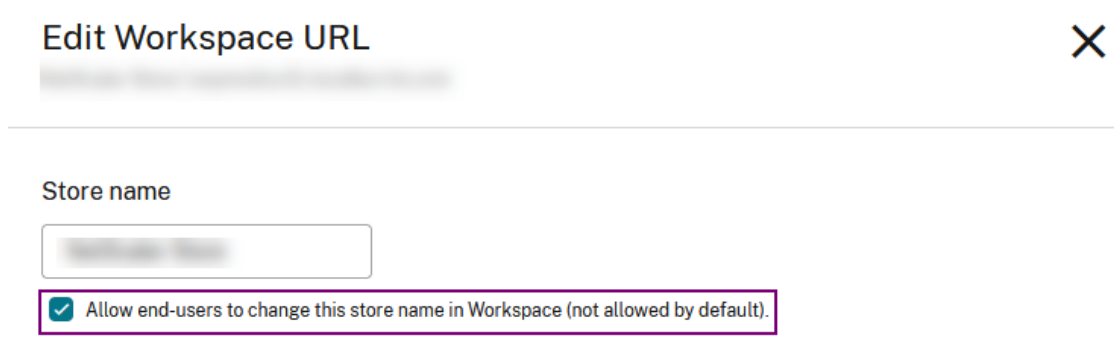 Edit Workspace URL
Store name
Allow end-users to change this store name in Workspace (not allowed by default).